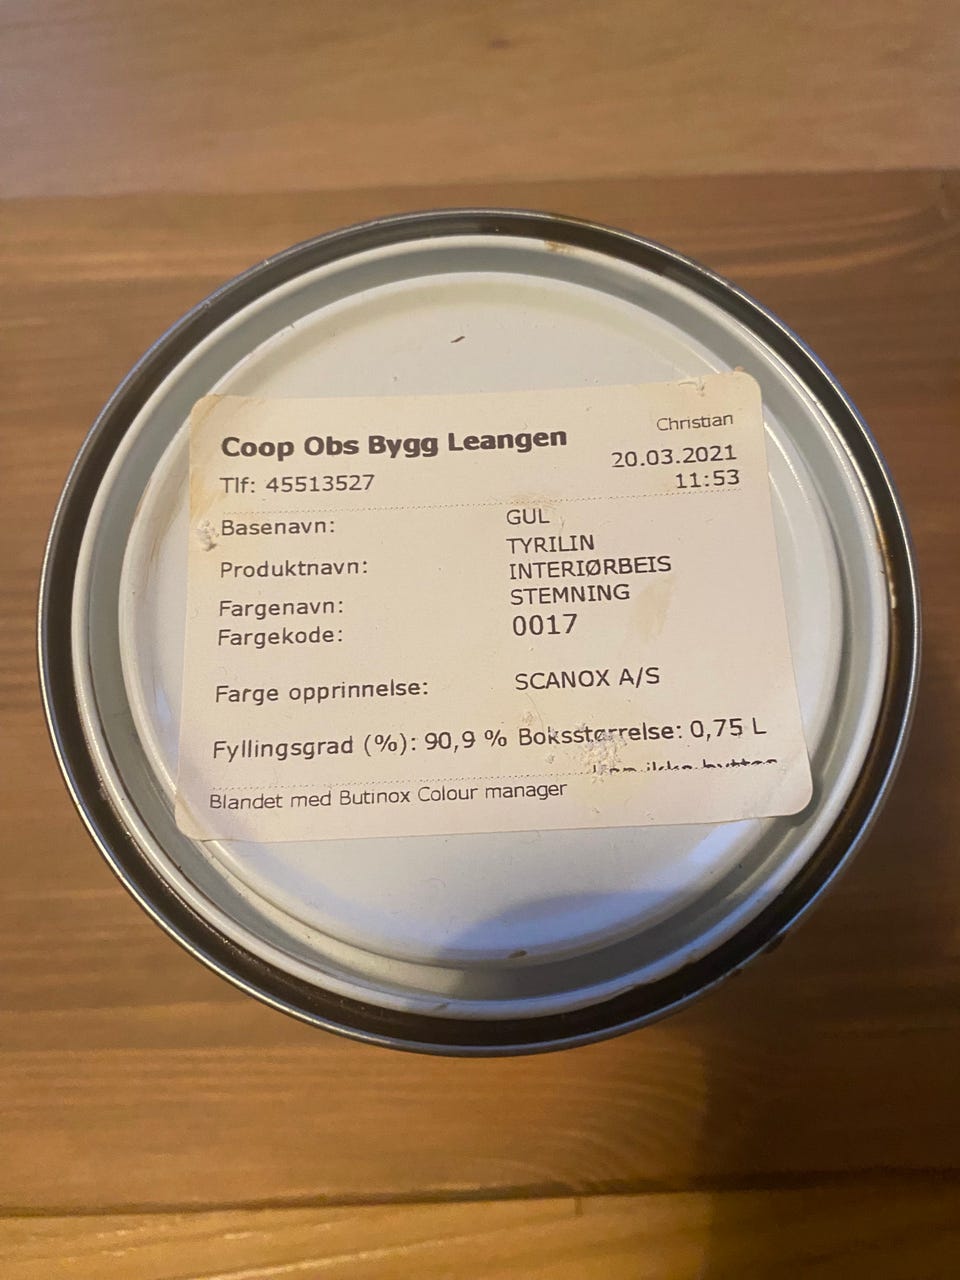 Coop Obs Bygg Leangen
Christian
Tlf: 45513527
20.03.2021
11:53
Basenavn: GUL
Produktnavn: TYRILIN
INTERIØRBEIS
Fargenavn: STEMNING
Fargekode: 0017
Farge opprinnelse: SCANOX A/S
Fyllingsgrad (%): 90,9 % Boksstørrelse: 0,75 L
Blandet med Butinox Colour manager